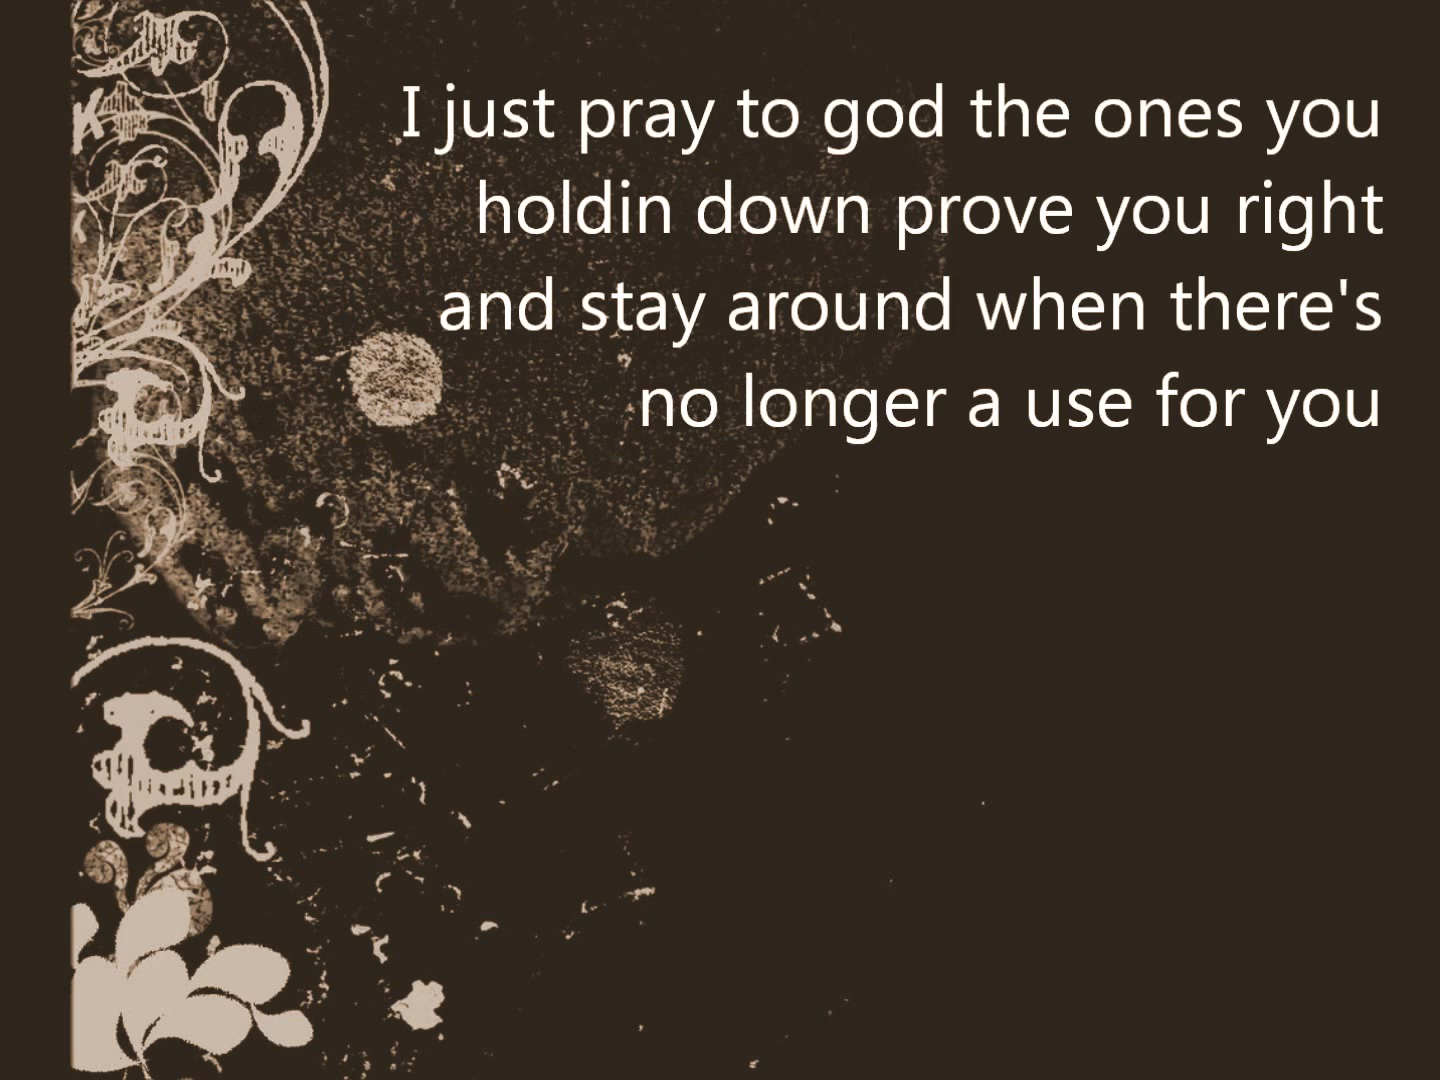 I just pray to god the ones you
holdin down prove you right
and stay around when there's
no longer a use for you